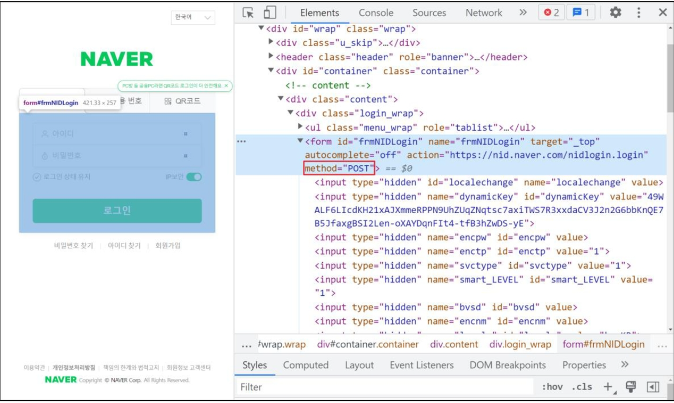 한국어
NAVER
form#frmNIDLogin 421.33 × 257
번호
QR코드
아이디
비밀번호
로그인 상태 유지
IP보안
로그인
비밀번호 찾기 | 아이디 찾기 | 회원가입
이용약관 | 개인정보처리방침 | 책임의 한계와 법적고지 | 회원정보 고객센터
NAVER Copyright © NAVER Corp. All Rights Reserved.
Elements Console Sources Network » 2 1
▼<div id="wrap" class="wrap">
▶<div class="u_skip">…</div>
▶<header class="header" role="banner">…</header>
▼<div id="container" class="container">
<!-- content -->
▼<div class="content">
▼<div class="login_wrap">
▶<ul class="menu_wrap" role="tablist">…</ul>
▼<form id="frmNIDLogin" name="frmNIDLogin" target="_top"
autocomplete="off" action="https://nid.naver.com/nidlogin.login"
method="POST"> == $0
<input type="hidden" id="localechange" name="localechange" value>
<input type="hidden" name="dynamicKey" id="dynamicKey" value="49W
ALF6LIcdKH21xAJXmmeRPPN9UhZUqZNqtsc7axiTWS7R3xxdaCV3J2n2G6bbKnQE7
B5JfaxgBSI2Len-oXAYDqnFIt4-tfB3hZwDS-yE">
<input type="hidden" name="encpw" id="encpw" value>
<input type="hidden" name="enctp" id="enctp" value="1">
<input type="hidden" name="svctype" id="svctype" value="1">
<input type="hidden" name="smart_LEVEL" id="smart_LEVEL" value=
"1">
<input type="hidden" name="bvsd" id="bvsd" value>
<input type="hidden" name="encnm" id="encnm" value>
… #wrap.wrap div#container.container div.content div.login_wrap form#frmNIDLogin …
Styles Computed Layout Event Listeners DOM Breakpoints Properties »
Filter :hov .cls +